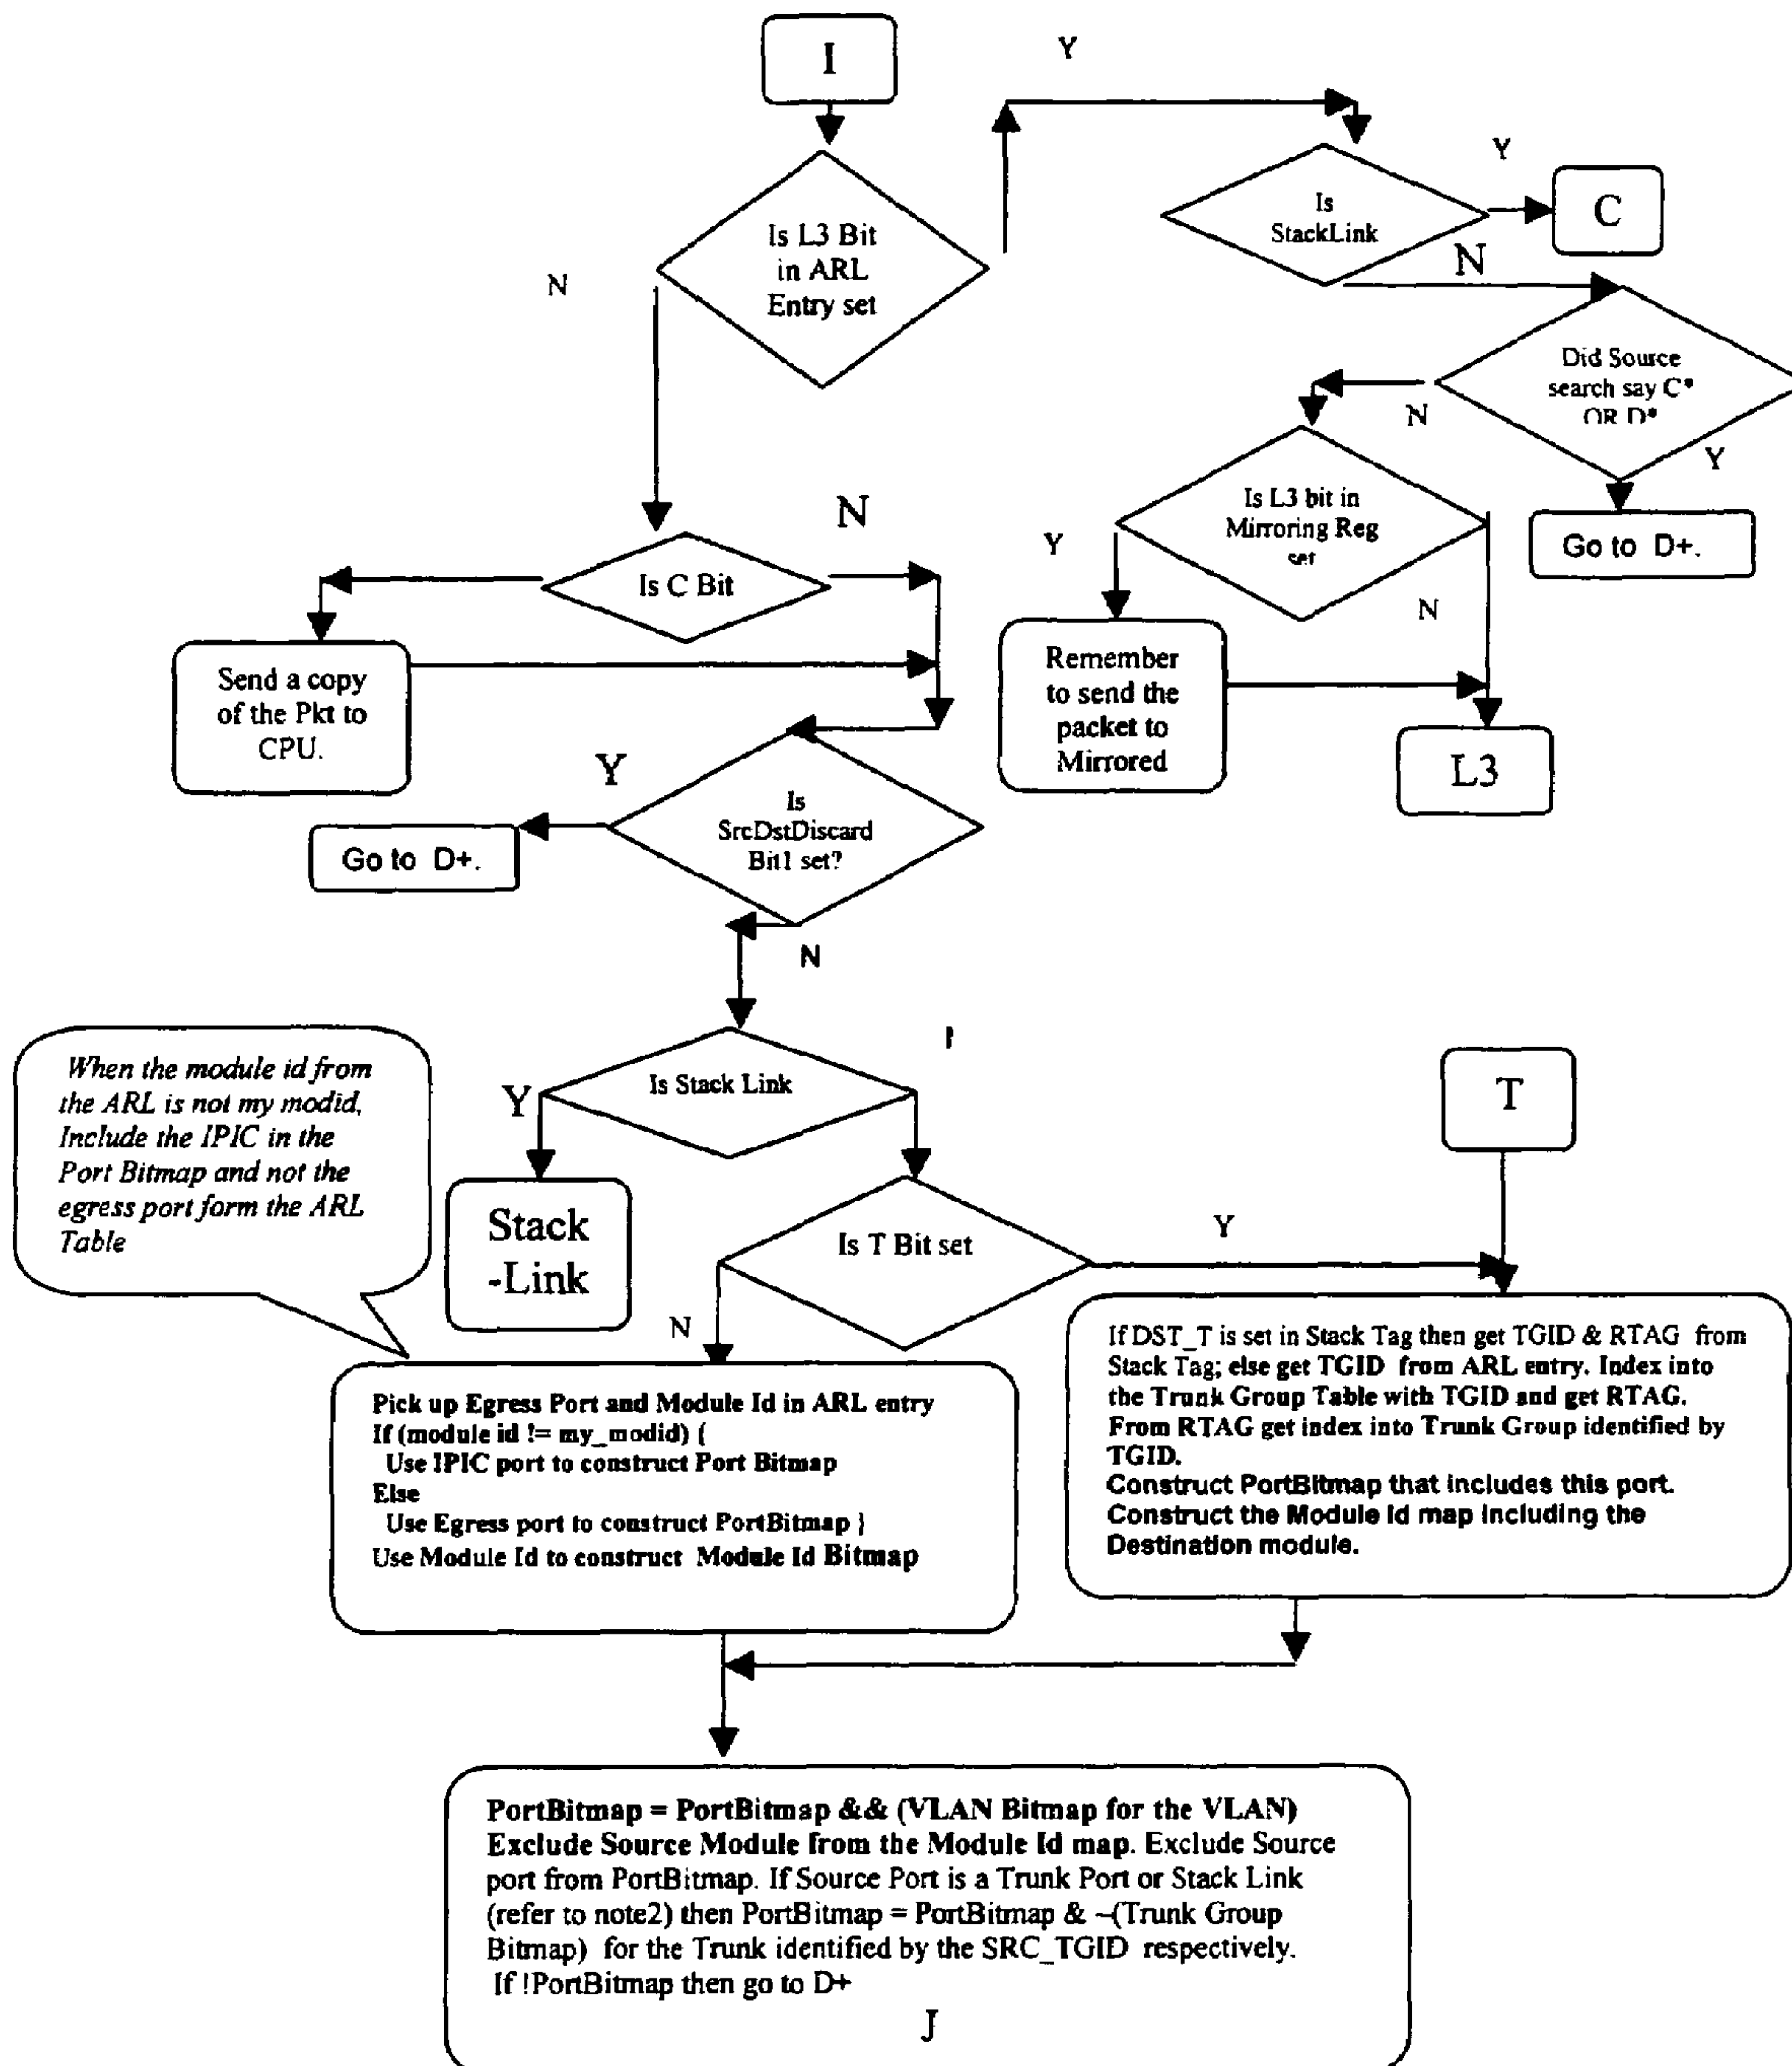 I
Y
Is L3 Bit
in ARL
Entry set
N
Is
StackLink
Y
C
N
Did Source
search say C*
OR D*
N
Y
Go to D+.
Is L3 bit in
Mirroring Reg
set
Y
N
Remember
to send the
packet to
Mirrored
L3
Is C Bit
N
Send a copy
of the Pkt to
CPU.
Y
Is
SrcDstDiscard
Bit1 set?
Go to D+.
N
Is Stack Link
Y
Stack
-Link
When the module id from
the ARL is not my modid,
Include the IPIC in the
Port Bitmap and not the
egress port form the ARL
Table
T
Is T Bit set
Y
N
Pick up Egress Port and Module Id in ARL entry
If (module id != my_modid) {
Use IPIC port to construct Port Bitmap
Else
Use Egress port to construct PortBitmap }
Use Module Id to construct Module Id Bitmap
If DST_T is set in Stack Tag then get TGID & RTAG from
Stack Tag; else get TGID from ARL entry. Index into
the Trunk Group Table with TGID and get RTAG.
From RTAG get index into Trunk Group identified by
TGID.
Construct PortBitmap that includes this port.
Construct the Module Id map including the
Destination module.
PortBitmap = PortBitmap && (VLAN Bitmap for the VLAN)
Exclude Source Module from the Module Id map. Exclude Source
port from PortBitmap. If Source Port is a Trunk Port or Stack Link
(refer to note2) then PortBitmap = PortBitmap & ~(Trunk Group
Bitmap) for the Trunk identified by the SRC_TGID respectively.
If !PortBitmap then go to D+
J